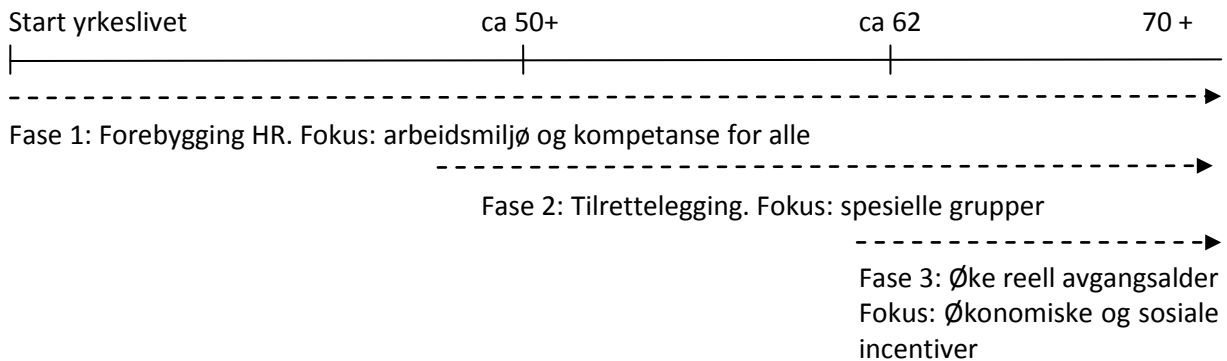 Start yrkeslivet ca 50+ ca 62 70 +
Fase 1: Forebygging HR. Fokus: arbeidsmiljø og kompetanse for alle
Fase 2: Tilrettelegging. Fokus: spesielle grupper
Fase 3: Øke reell avgangsalder
Fokus: Økonomiske og sosiale
incentiver